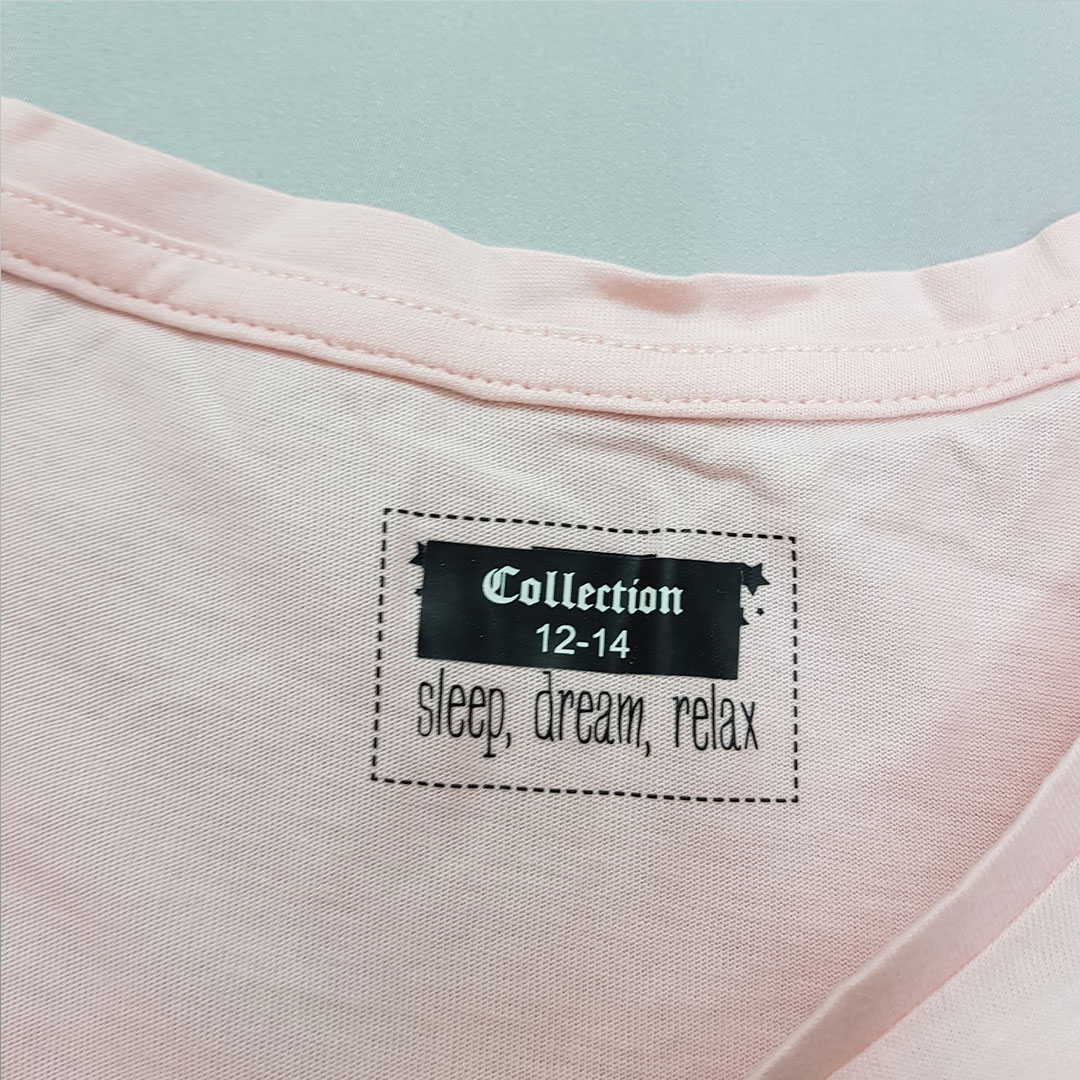 Collection
12-14
sleep, dream, relax